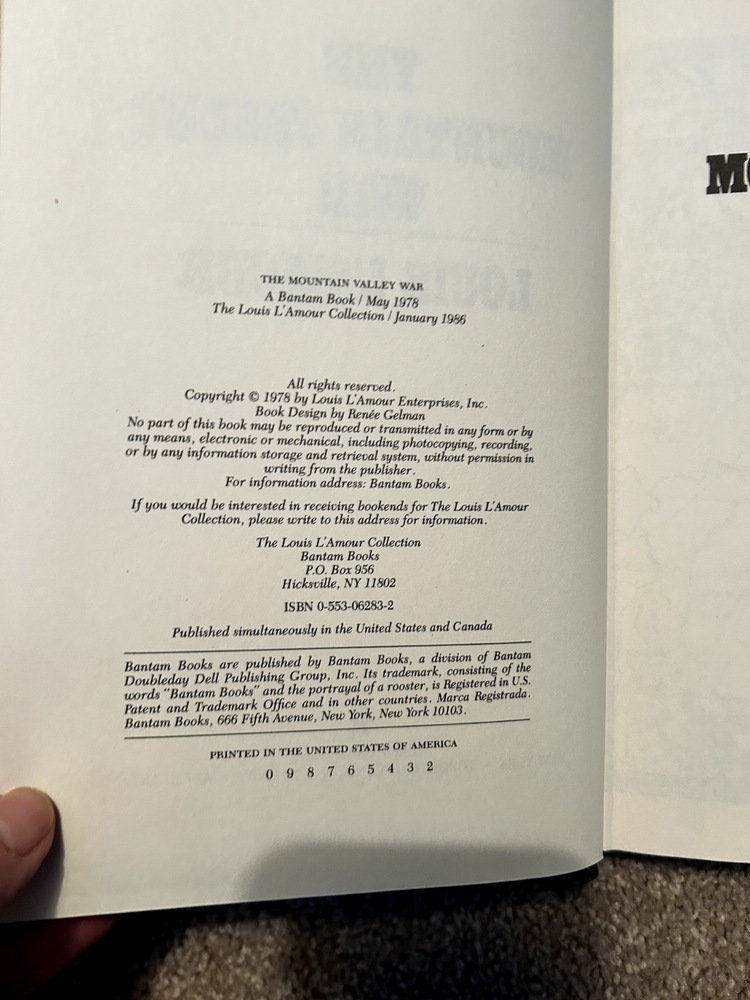 THE MOUNTAIN VALLEY WAR
A Bantam Book / May 1978
The Louis L'Amour Collection / January 1986
All rights reserved.
Copyright © 1978 by Louis L'Amour Enterprises, Inc.
Book Design by Renée Gelman
No part of this book may be reproduced or transmitted in any form or by
any means, electronic or mechanical, including photocopying, recording,
or by any information storage and retrieval system, without permission in
writing from the publisher.
For information address: Bantam Books.
If you would be interested in receiving bookends for The Louis L'Amour
Collection, please write to this address for information.
The Louis L'Amour Collection
Bantam Books
P.O. Box 956
Hicksville, NY 11802
ISBN 0-553-06283-2
Published simultaneously in the United States and Canada
Bantam Books are published by Bantam Books, a division of Bantam
Doubleday Dell Publishing Group, Inc. Its trademark, consisting of the
words "Bantam Books" and the portrayal of a rooster, is Registered in U.S.
Patent and Trademark Office and in other countries. Marca Registrada.
Bantam Books, 666 Fifth Avenue, New York, New York 10103.
PRINTED IN THE UNITED STATES OF AMERICA
0 9 8 7 6 5 4 3 2